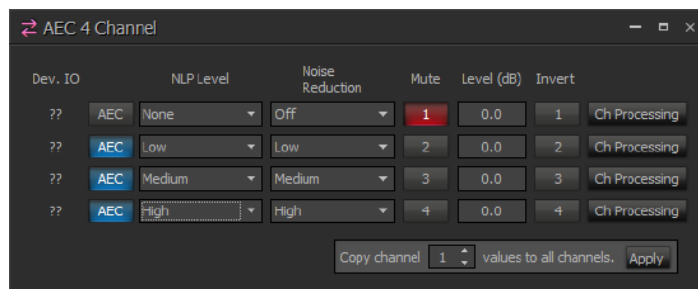 AEC 4 Channel
Dev. IO NLP Level Noise Reduction Mute Level (dB) Invert
?? AEC None Off 1 0.0 1 Ch Processing
?? AEC Low Low 2 0.0 2 Ch Processing
?? AEC Medium Medium 3 0.0 3 Ch Processing
?? AEC High High 4 0.0 4 Ch Processing
Copy channel 1 values to all channels. Apply